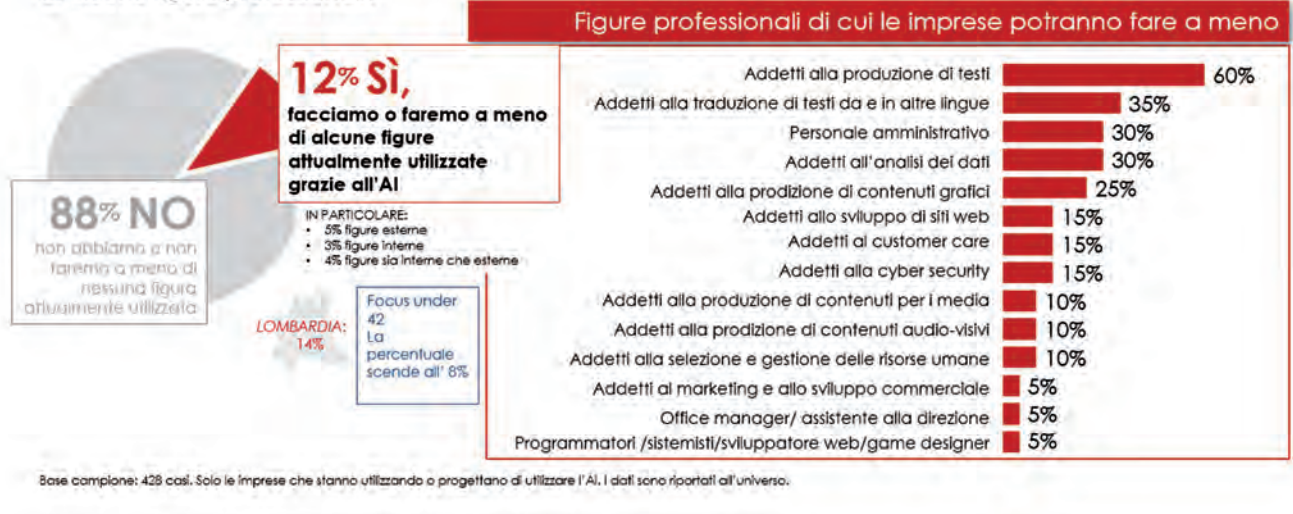 Figure professionali di cui le imprese potranno fare a meno
12% Sì,
facciamo o faremo a meno
di alcune figure
attualmente utilizzate
grazie all'AI
88% NO
non abbiamo e non
faremo a meno di
nessuna figura
attualmente utilizzata
IN PARTICOLARE:
• 5% figure esterne
• 3% figure interne
• 4% figure sia interne che esterne
LOMBARDIA:
14%
Focus under
42
La
percentuale
scende all' 8%
Addetti alla produzione di testi 60%
Addetti alla traduzione di testi da e in altre lingue 35%
Personale amministrativo 30%
Addetti all'analisi dei dati 30%
Addetti alla prodizione di contenuti grafici 25%
Addetti allo sviluppo di siti web 15%
Addetti al customer care 15%
Addetti alla cyber security 15%
Addetti alla produzione di contenuti per i media 10%
Addetti alla prodizione di contenuti audio-visivi 10%
Addetti alla selezione e gestione delle risorse umane 10%
Addetti al marketing e allo sviluppo commerciale 5%
Office manager/ assistente alla direzione 5%
Programmatori /sistemisti/sviluppatore web/game designer 5%
Base campione: 428 casi. Solo le imprese che stanno utilizzando o progettano di utilizzare l'AI. I dati sono riportati all'universo.